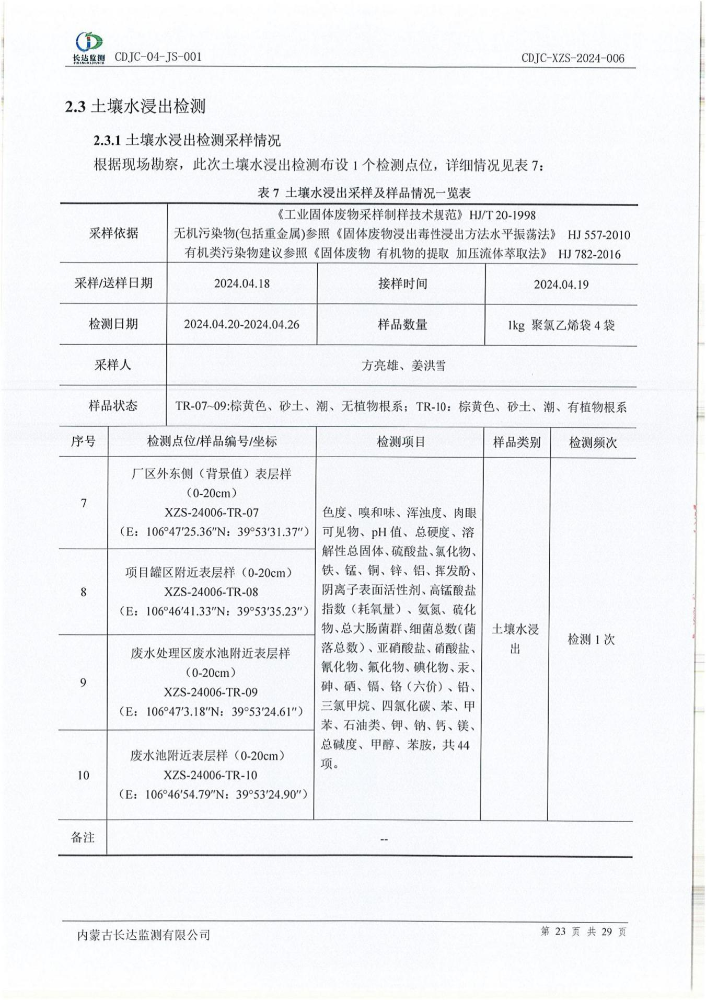 长达监测
CHANGDAJIANCE
CDJC-04-JS-001
CDJC-XZS-2024-006
2.3 土壤水浸出检测
2.3.1 土壤水浸出检测采样情况
根据现场勘察，此次土壤水浸出检测布设 1 个检测点位，详细情况见表 7：
表 7 土壤水浸出采样及样品情况一览表
采样依据
《工业固体废物采样制样技术规范》HJ/T 20-1998
无机污染物(包括重金属)参照《固体废物浸出毒性浸出方法水平振荡法》 HJ 557-2010
有机类污染物建议参照《固体废物 有机物的提取 加压流体萃取法》 HJ 782-2016
采样/送样日期
2024.04.18
接样时间
2024.04.19
检测日期
2024.04.20-2024.04.26
样品数量
1kg 聚氯乙烯袋 4 袋
采样人
方亮雄、姜洪雪
样品状态
TR-07~09:棕黄色、砂土、潮、无植物根系；TR-10：棕黄色、砂土、潮、有植物根系
序号
检测点位/样品编号/坐标
检测项目
样品类别
检测频次
7
厂区外东侧（背景值）表层样
（0-20cm）
XZS-24006-TR-07
（E：106°47′25.36″N：39°53′31.37″）
8
项目罐区附近表层样（0-20cm）
XZS-24006-TR-08
（E：106°46′41.33″N：39°53′35.23″）
9
废水处理区废水池附近表层样
（0-20cm）
XZS-24006-TR-09
（E：106°47′3.18″N：39°53′24.61″）
10
废水池附近表层样（0-20cm）
XZS-24006-TR-10
（E：106°46′54.79″N：39°53′24.90″）
色度、嗅和味、浑浊度、肉眼
可见物、pH 值、总硬度、溶
解性总固体、硫酸盐、氯化物、
铁、锰、铜、锌、铝、挥发酚、
阴离子表面活性剂、高锰酸盐
指数（耗氧量）、氨氮、硫化
物、总大肠菌群、细菌总数（菌
落总数）、亚硝酸盐、硝酸盐、
氰化物、氟化物、碘化物、汞、
砷、硒、镉、铬（六价）、铅、
三氯甲烷、四氯化碳、苯、甲
苯、石油类、钾、钠、钙、镁、
总碱度、甲醇、苯胺，共 44
项。
土壤水浸
出
检测 1 次
备注
--
内蒙古长达监测有限公司
第 23 页 共 29 页